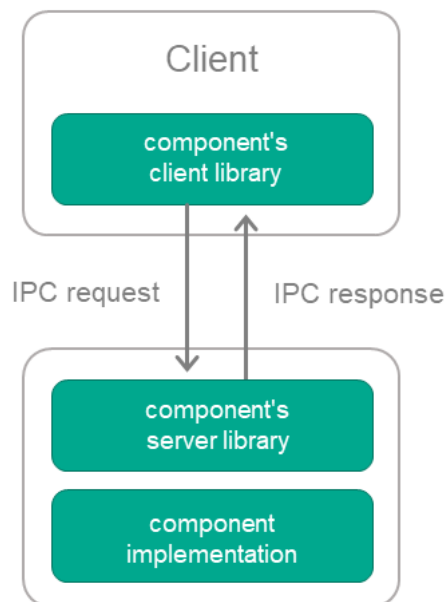 Client
component's
client library
IPC request
IPC response
component's
server library
component
implementation